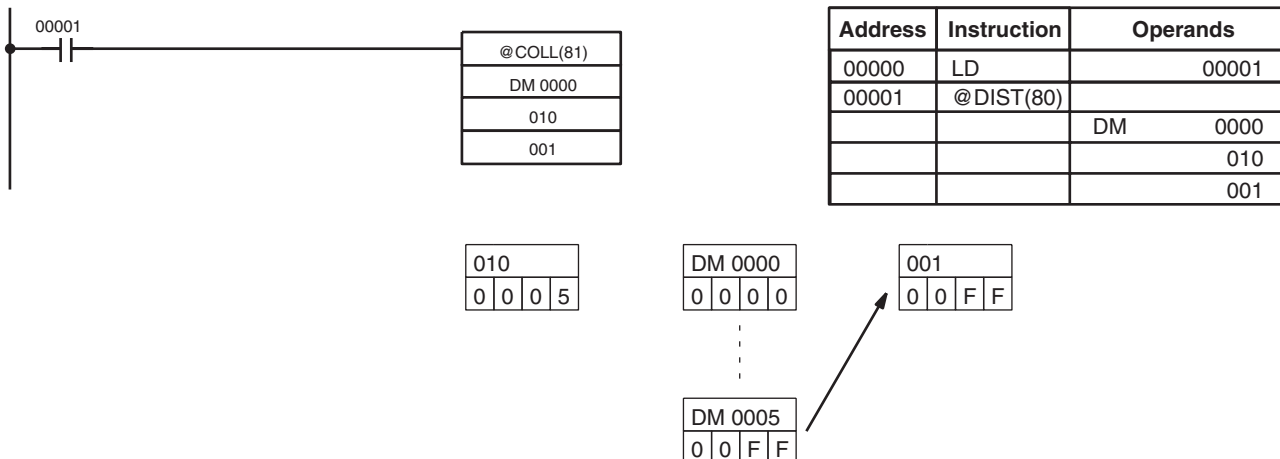 00001
@COLL(81)
DM 0000
010
001
Address Instruction Operands
00000 LD 00001
00001 @DIST(80)
DM 0000
010
001
010 DM 0000 001
0 0 0 5 0 0 0 0 0 0 F F
DM 0005
0 0 F F